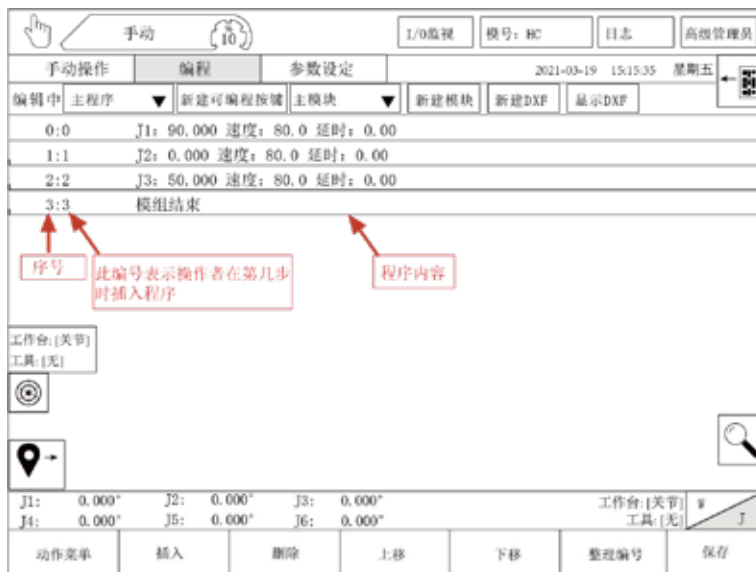 手动
10
I/O监视
模号：HC
日志
高级管理员
手动操作
编程
参数设定
2021-03-19 15:15:35 星期五
编辑中
主程序
新建可编程按键
主模块
新建模块
新建DXF
显示DXF
0:0 J1：90.000 速度：80.0 延时：0.00
1:1 J2：0.000 速度：80.0 延时：0.00
2:2 J3：50.000 速度：80.0 延时：0.00
3:3 模组结束
序号
此编号表示操作者在第几步
时插入程序
程序内容
工作台:[关节]
工具:[无]
J1: 0.000° J2: 0.000° J3: 0.000°
J4: 0.000° J5: 0.000° J6: 0.000°
工作台:[关节]
工具:[无]
W
J
动作菜单
插入
删除
上移
下移
整理编号
保存